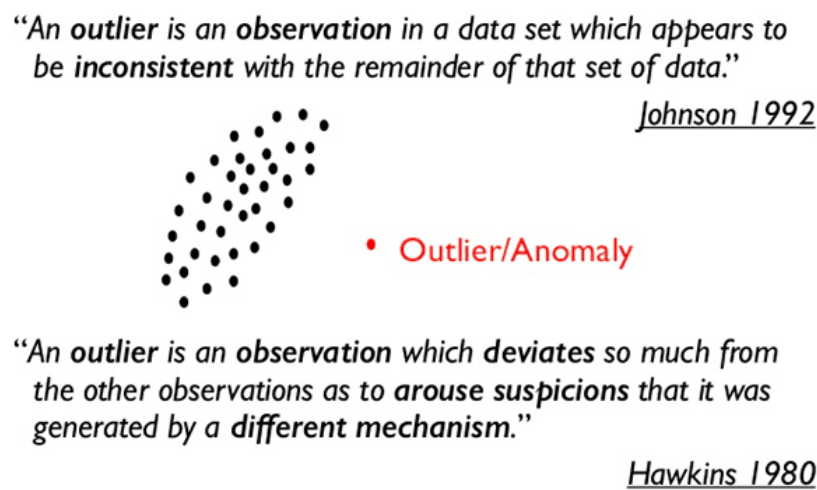 “An outlier is an observation in a data set which appears to
be inconsistent with the remainder of that set of data.”
Johnson 1992
Outlier/Anomaly
“An outlier is an observation which deviates so much from
the other observations as to arouse suspicions that it was
generated by a different mechanism.”
Hawkins 1980